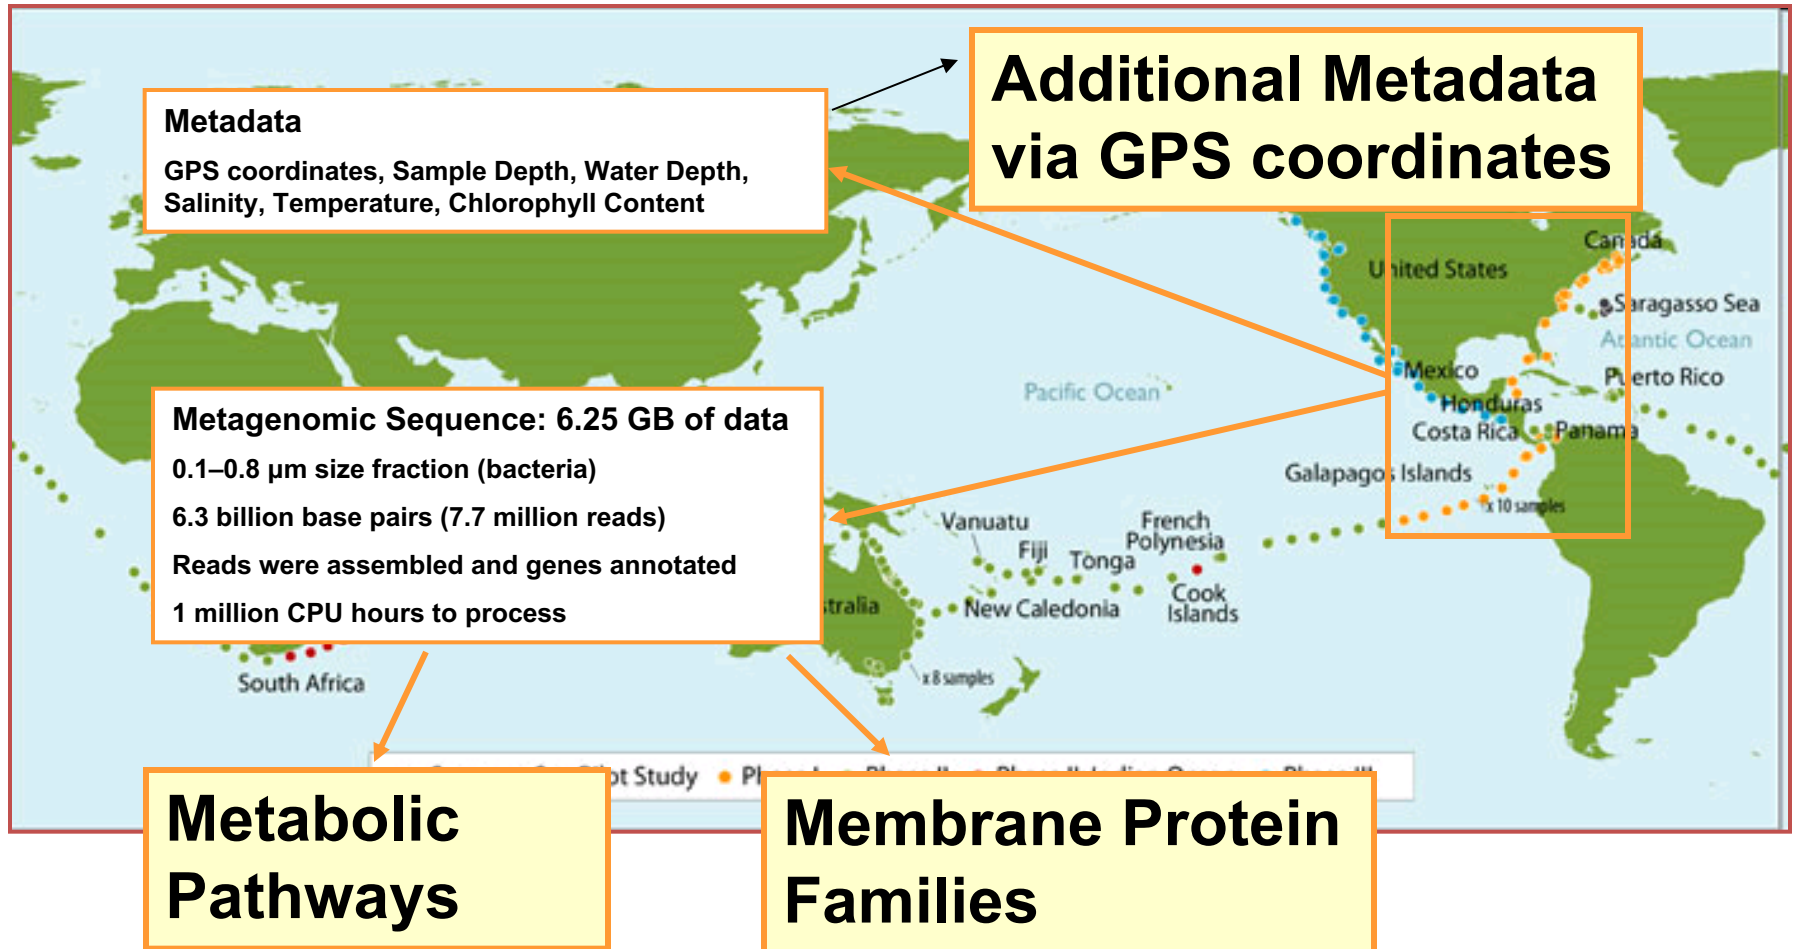 Additional Metadata
via GPS coordinates
Metadata
GPS coordinates, Sample Depth, Water Depth,
Salinity, Temperature, Chlorophyll Content
Canada
United States
Saragasso Sea
Atlantic Ocean
Mexico
Puerto Rico
Pacific Ocean
Honduras
Costa Rica
Panama
Galapagos Islands
x 10 samples
Metagenomic Sequence: 6.25 GB of data
0.1–0.8 µm size fraction (bacteria)
6.3 billion base pairs (7.7 million reads)
Reads were assembled and genes annotated
1 million CPU hours to process
Vanuatu
Fiji
Tonga
French
Polynesia
New Caledonia
Cook
Islands
tralia
x 8 samples
South Africa
Study
Metabolic
Pathways
Membrane Protein
Families